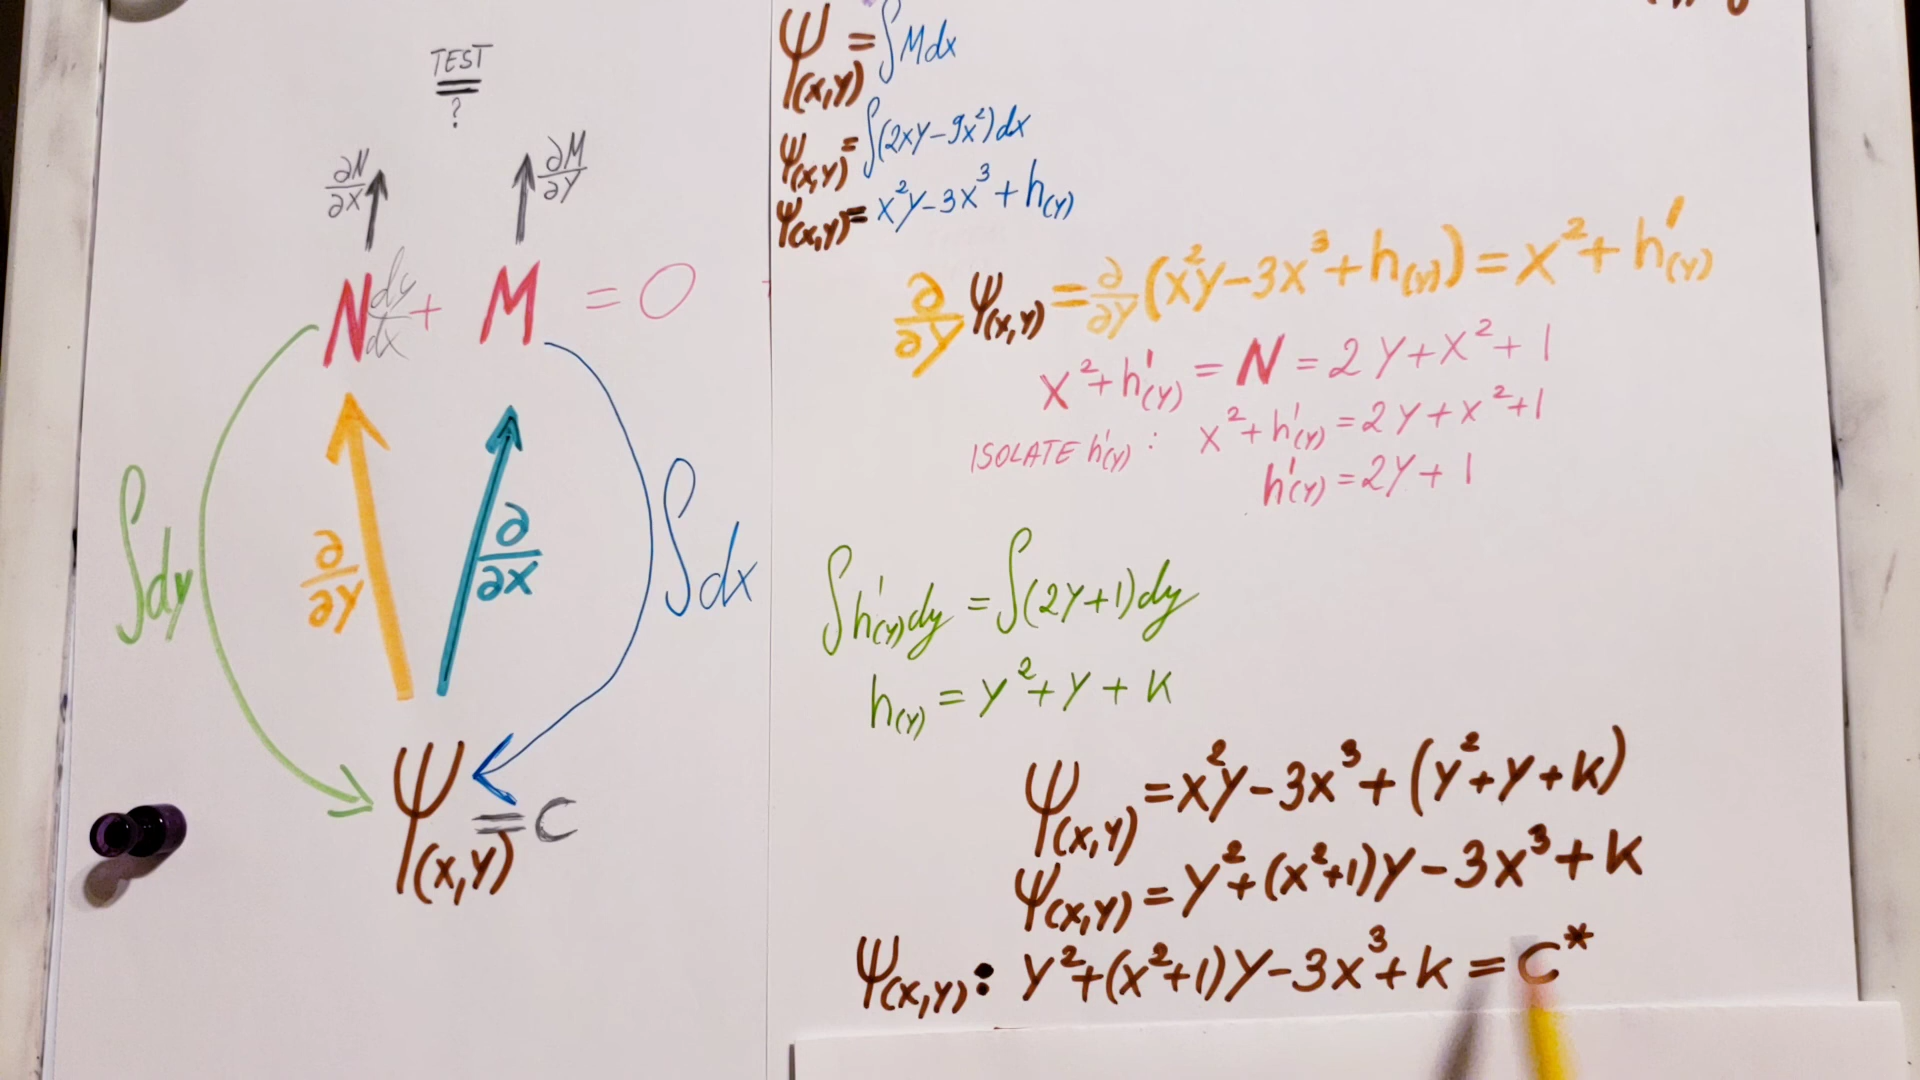 TEST
=
?
∂N/∂x ∂M/∂y
N dy/dx + M = 0
∫dy ∂/∂y ∂/∂x ∫dx
Ψ(x,y) = C
Ψ(x,y) = ∫Mdx
Ψ(x,y) = ∫(2xy-9x²)dx
Ψ(x,y) = x²y-3x³+h(y)
∂/∂y Ψ(x,y) = ∂/∂y (x²y-3x³+h(y)) = x²+h'(y)
x²+h'(y) = N = 2y+x²+1
ISOLATE h'(y): x²+h'(y) = 2y+x²+1
h'(y) = 2y+1
∫h'(y)dy = ∫(2y+1)dy
h(y) = y²+y+k
Ψ(x,y) = x²y-3x³+(y²+y+k)
Ψ(x,y) = y²+(x²+1)y-3x³+k
Ψ(x,y): y²+(x²+1)y-3x³+k = C*